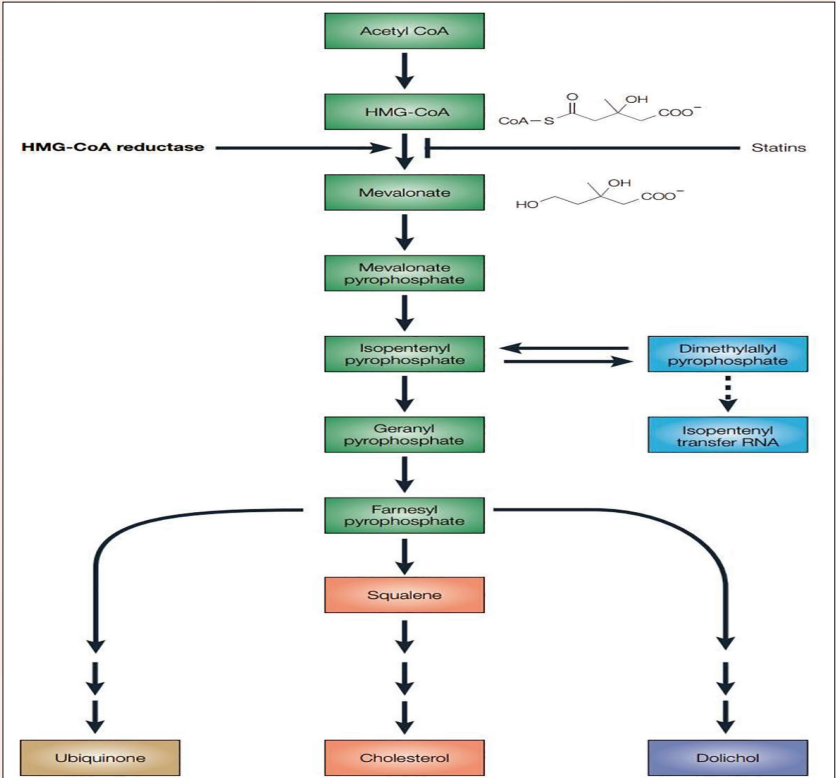 Acetyl CoA
HMG-CoA
O
OH
CoA–S
COO⁻
HMG-CoA reductase
Statins
Mevalonate
OH
HO
COO⁻
Mevalonate
pyrophosphate
Isopentenyl
pyrophosphate
Dimethylallyl
pyrophosphate
Geranyl
pyrophosphate
Isopentenyl
transfer RNA
Farnesyl
pyrophosphate
Squalene
Ubiquinone
Cholesterol
Dolichol